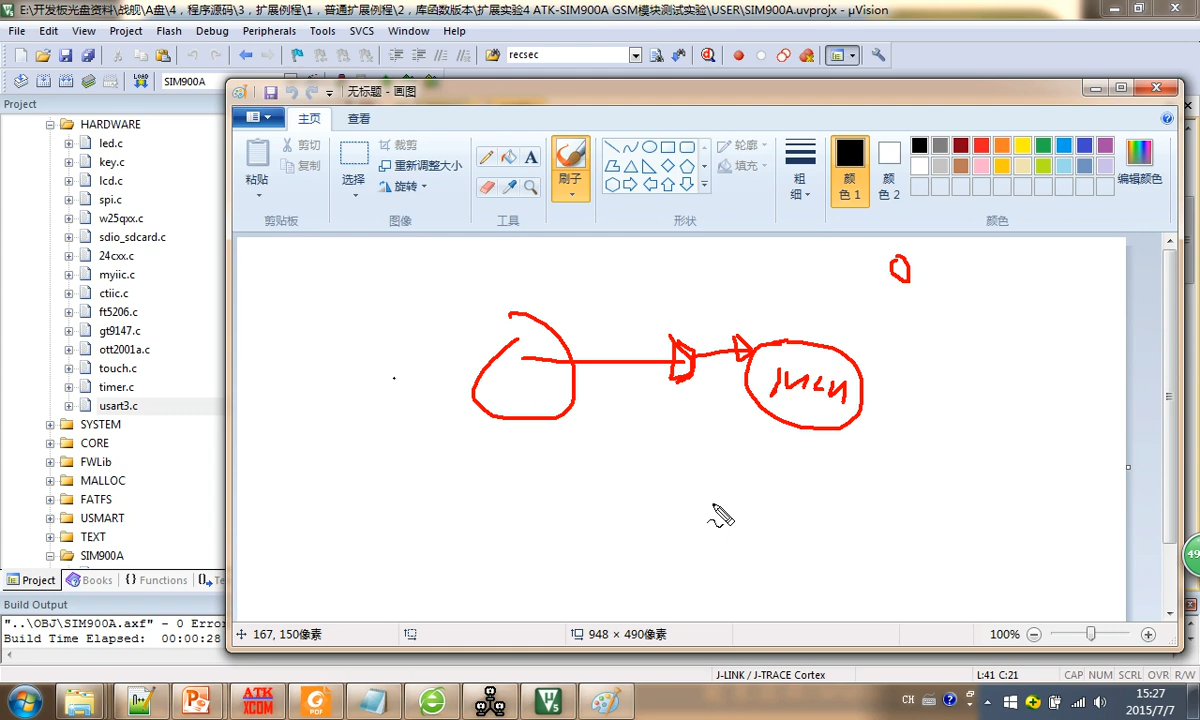 E:\开发板光盘资料\战舰\A盘\4，程序源码\3，扩展例程\1，普通扩展例程\2，库函数版本\扩展实验4 ATK-SIM900A GSM模块测试实验\USER\SIM900A.uvprojx - µVision
File Edit View Project Flash Debug Peripherals Tools SVCS Window Help
recsec
LOAD SIM900A
Project
HARDWARE
led.c
key.c
lcd.c
spi.c
w25qxx.c
sdio_sdcard.c
24cxx.c
myiic.c
ctiic.c
ft5206.c
gt9147.c
ott2001a.c
touch.c
timer.c
usart3.c
SYSTEM
CORE
FWLib
MALLOC
FATFS
USMART
TEXT
SIM900A
Project Books {} Functions
Build Output
"..\OBJ\SIM900A.axf" - 0 Error
Build Time Elapsed: 00:00:28
无标题 - 画图
主页 查看
粘贴 剪切 复制
剪贴板
选择 裁剪 重新调整大小 旋转
图像
A
工具
刷子
轮廓 填充
形状
粗细
颜色 1
颜色 2
编辑颜色
颜色
167, 150像素
948 × 490像素
100%
J-LINK / J-TRACE Cortex
L:41 C:21
CAP NUM SCRL OVR R/W
49
ATK XCOM
PDF
CH
15:27
2015/7/7